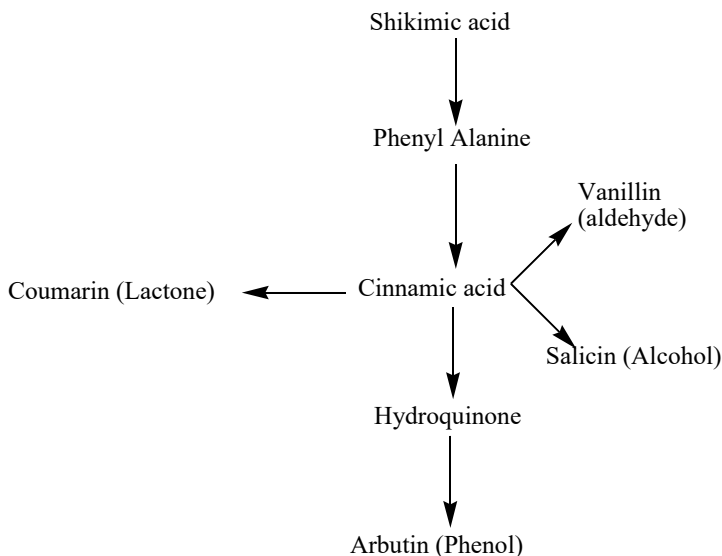 Shikimic acid
Phenyl Alanine
Vanillin
(aldehyde)
Coumarin (Lactone)
Cinnamic acid
Salicin (Alcohol)
Hydroquinone
Arbutin (Phenol)